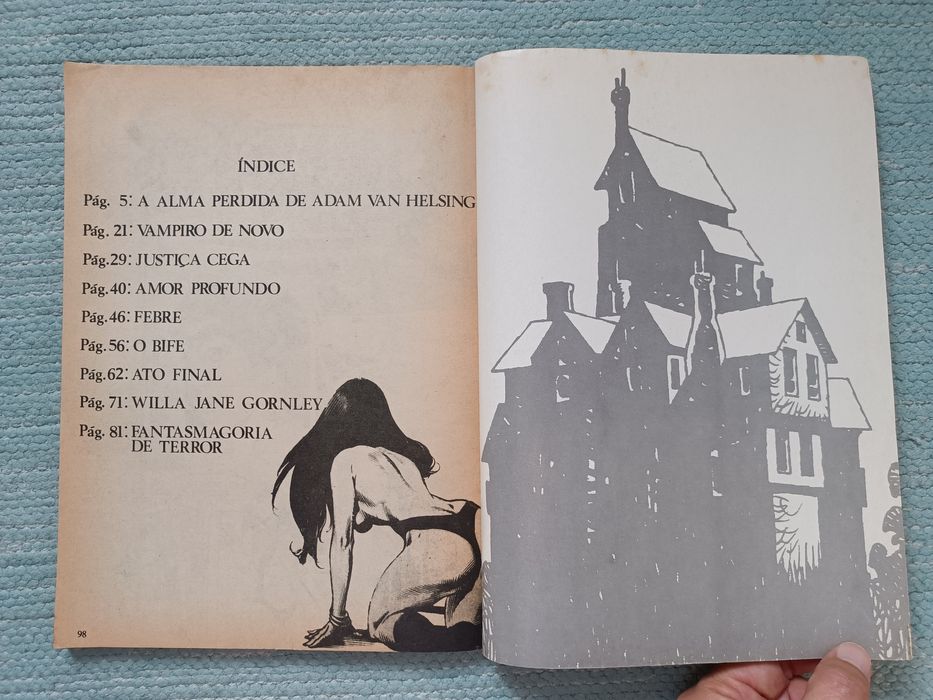 ÍNDICE
Pág. 5: A ALMA PERDIDA DE ADAM VAN HELSING
Pág. 21: VAMPIRO DE NOVO
Pág. 29: JUSTIÇA CEGA
Pág. 40: AMOR PROFUNDO
Pág. 46: FEBRE
Pág. 56: O BIFE
Pág. 62: ATO FINAL
Pág. 71: WILLA JANE GORNLEY
Pág. 81: FANTASMAGORIA
DE TERROR
98